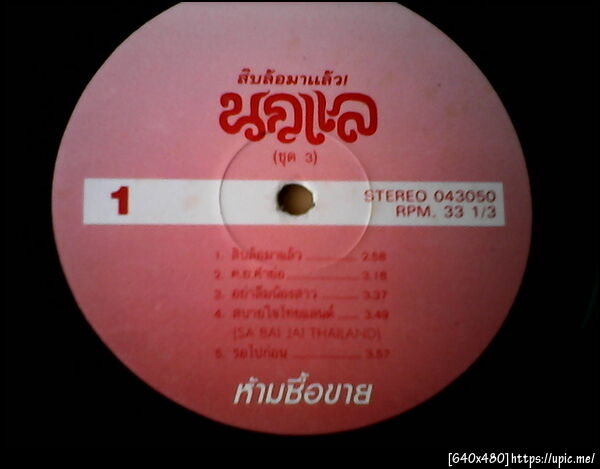 สิบล้อมาแล้ว!
นกแล
(ชุด 3)
1
STEREO 043050
RPM. 33 1/3
1. สิบล้อมาแล้ว ............ 2.58
2. ค.ย.คำย่อ ............ 3.16
3. อย่าลืมน้องสาว ......... 3.37
4. สบายใจไทยแลนด์ ...... 3.49
(SA BAI JAI THAILAND)
5. รอไปก่อน ............ 3.57
ห้ามซื้อขาย
[640x480]https://upic.me/